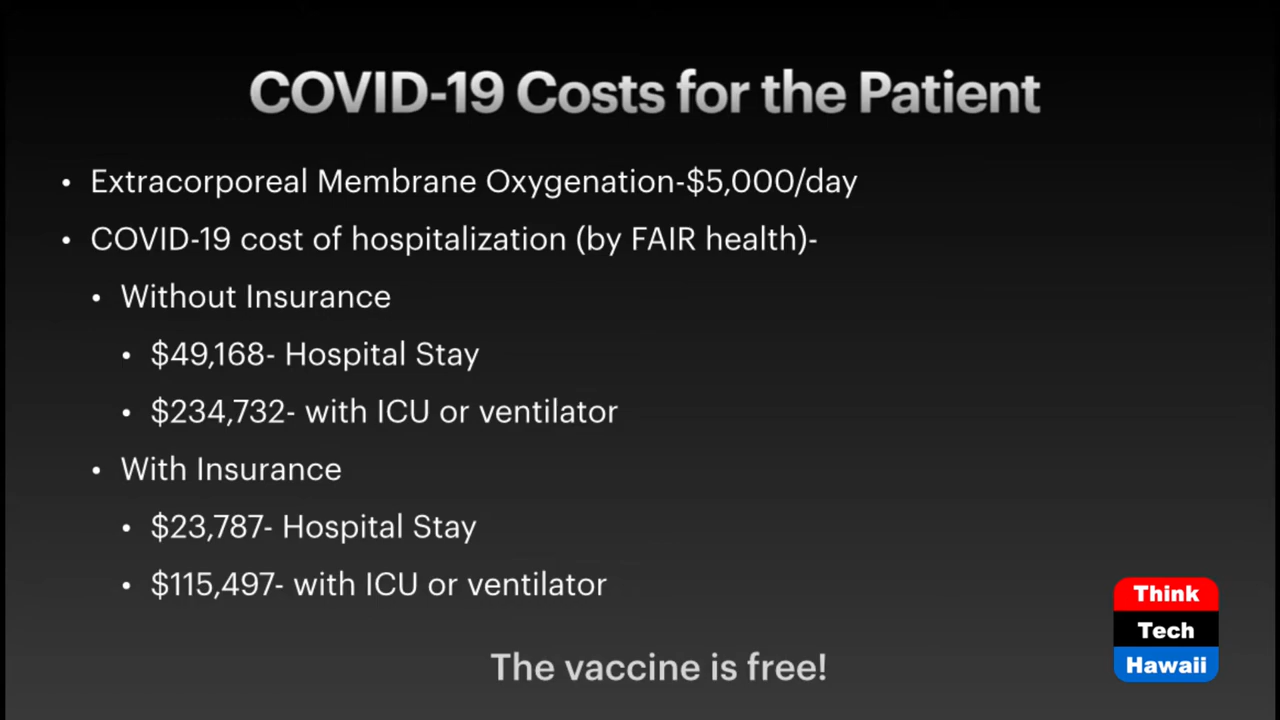 COVID-19 Costs for the Patient
• Extracorporeal Membrane Oxygenation-$5,000/day
• COVID-19 cost of hospitalization (by FAIR health)-
• Without Insurance
• $49,168- Hospital Stay
• $234,732- with ICU or ventilator
• With Insurance
• $23,787- Hospital Stay
• $115,497- with ICU or ventilator
The vaccine is free!
Think
Tech
Hawaii